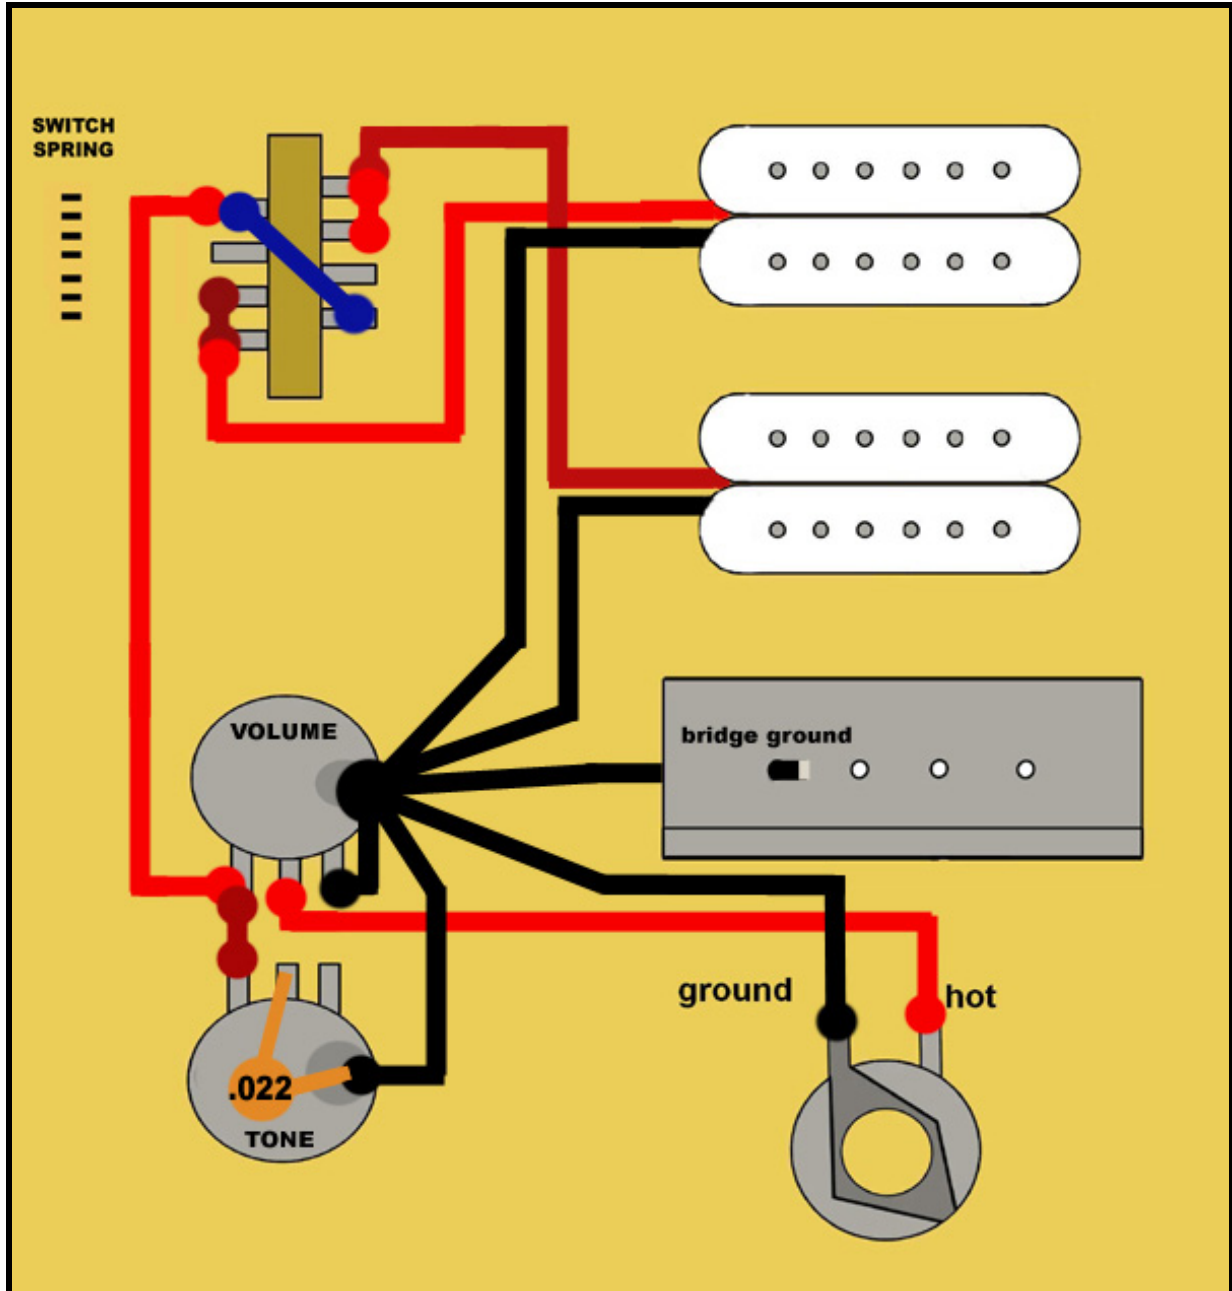 SWITCH
SPRING
VOLUME
bridge ground
ground
hot
.022
TONE